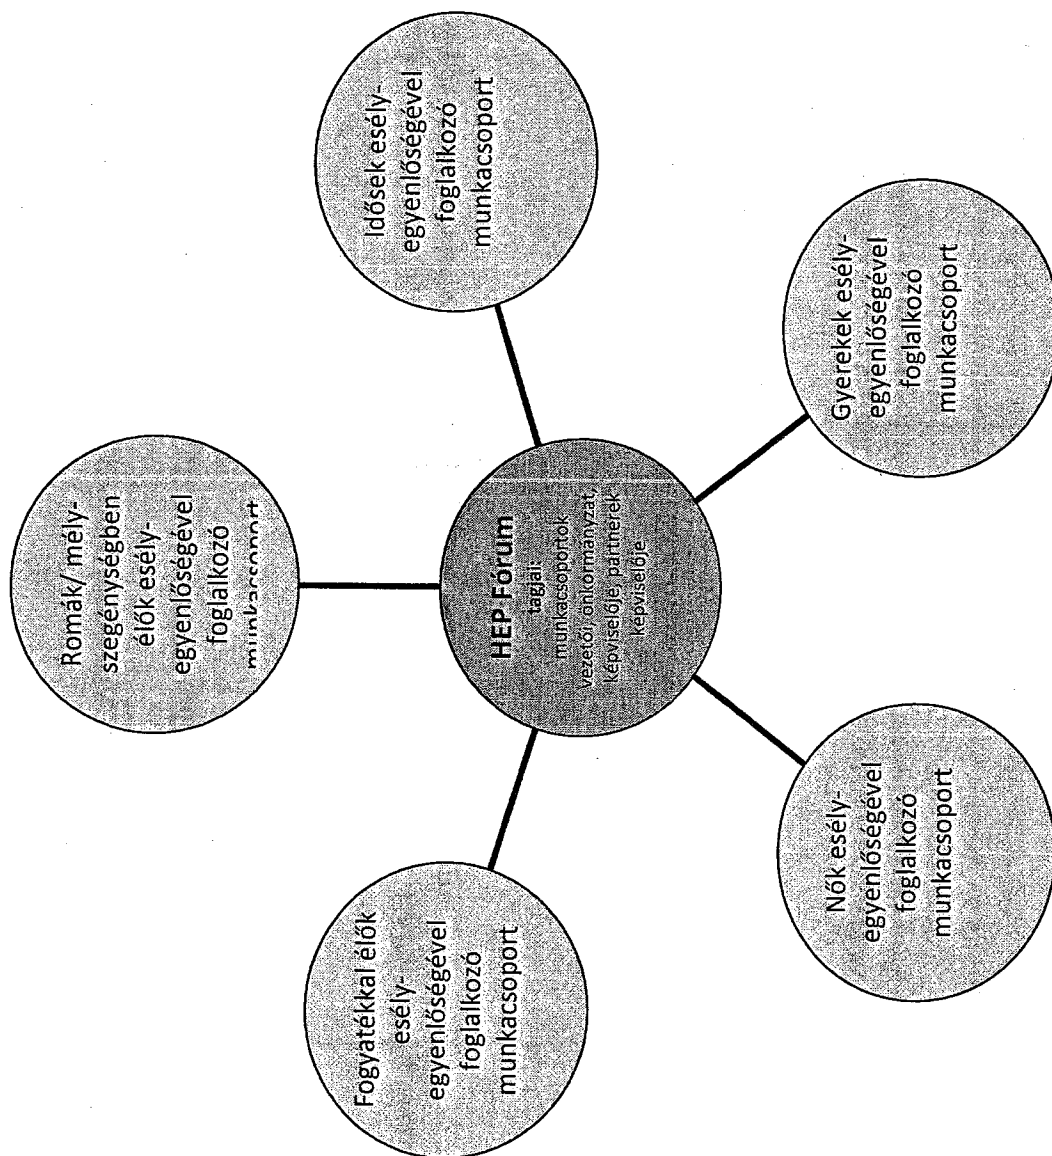 Romák/ mély-
szegénységben
élők esély-
egyenlőségével
foglalkozó
munkacsoport
Fogyatékkal élők
esély-
egyenlőségével
foglalkozó
munkacsoport
Idősek esély-
egyenlőségével
foglalkozó
munkacsoport
HEP Fórum
tagjai:
munkacsoportok
vezetői, önkormányzat,
képviselője, partnerek
képviselője
Nők esély-
egyenlőségével
foglalkozó
munkacsoport
Gyerekek esély-
egyenlőségével
foglalkozó
munkacsoport